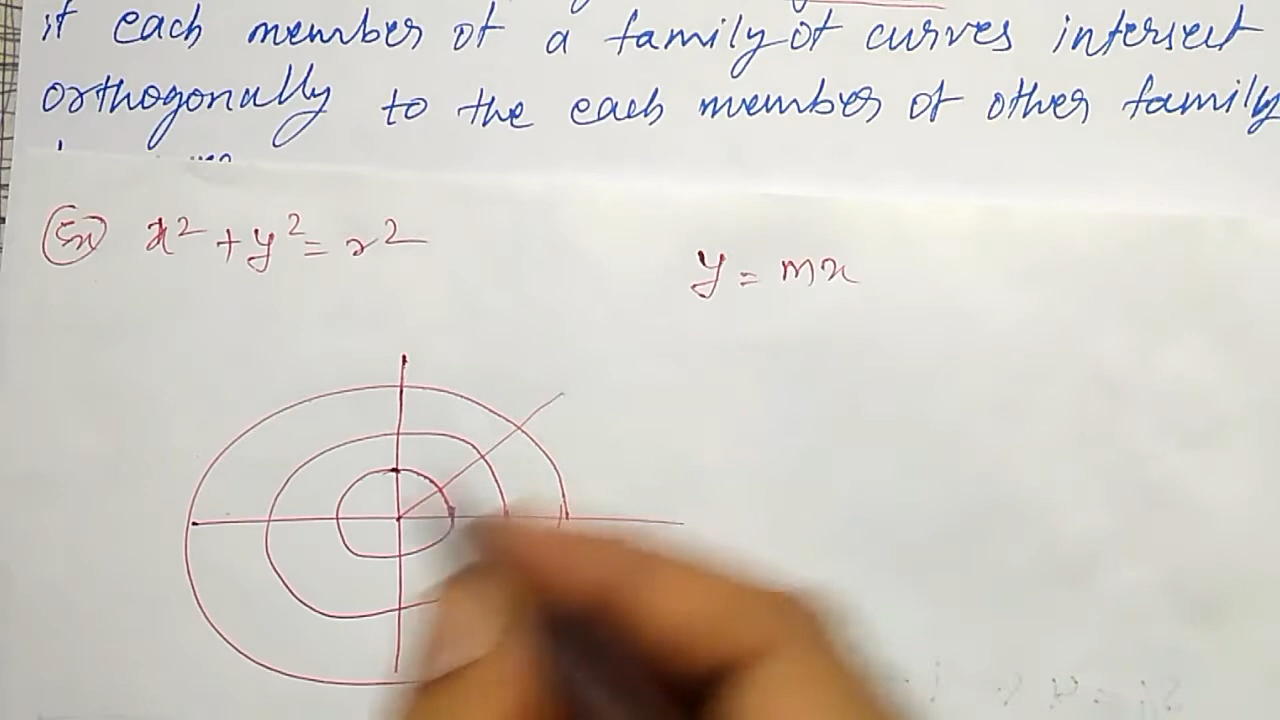 if each member of a family of curves intersect
orthogonally to the each member of other family
Ex x² + y² = r²
y = mx